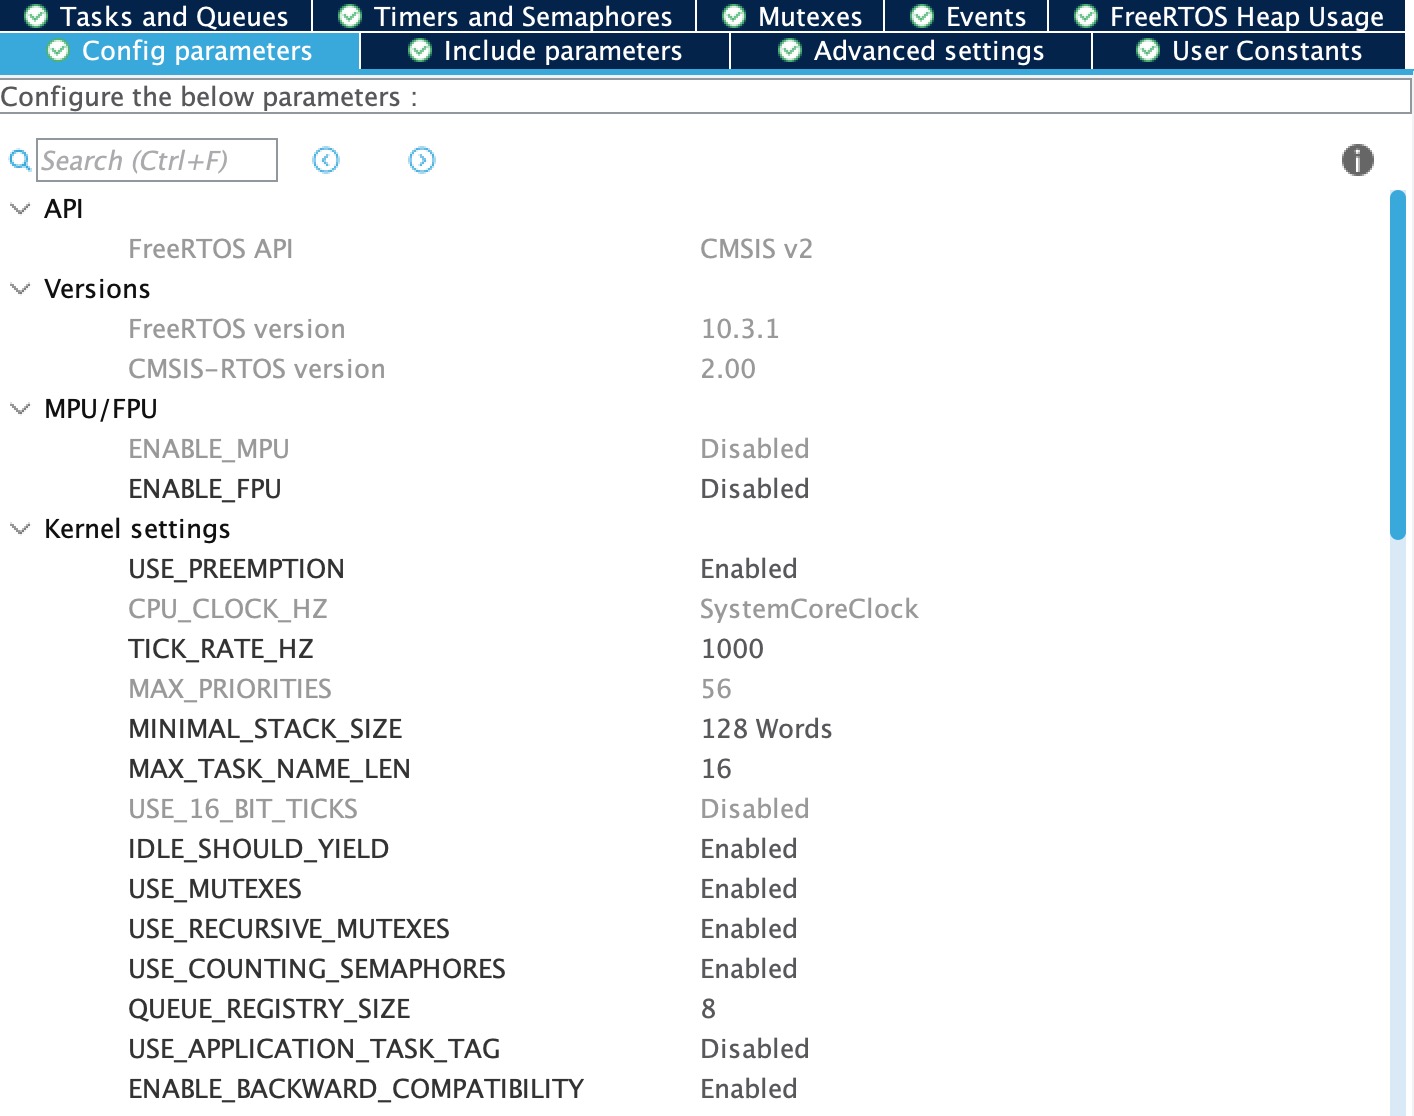 Tasks and Queues Timers and Semaphores Mutexes Events FreeRTOS Heap Usage
Config parameters Include parameters Advanced settings User Constants
Configure the below parameters :
Search (Ctrl+F)
API
FreeRTOS API CMSIS v2
Versions
FreeRTOS version 10.3.1
CMSIS-RTOS version 2.00
MPU/FPU
ENABLE_MPU Disabled
ENABLE_FPU Disabled
Kernel settings
USE_PREEMPTION Enabled
CPU_CLOCK_HZ SystemCoreClock
TICK_RATE_HZ 1000
MAX_PRIORITIES 56
MINIMAL_STACK_SIZE 128 Words
MAX_TASK_NAME_LEN 16
USE_16_BIT_TICKS Disabled
IDLE_SHOULD_YIELD Enabled
USE_MUTEXES Enabled
USE_RECURSIVE_MUTEXES Enabled
USE_COUNTING_SEMAPHORES Enabled
QUEUE_REGISTRY_SIZE 8
USE_APPLICATION_TASK_TAG Disabled
ENABLE_BACKWARD_COMPATIBILITY Enabled